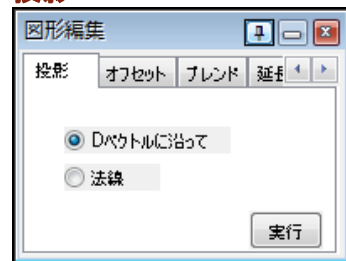 投影
図形編集
投影 オフセット ブレンド 延長
Dベクトルに沿って
法線
実行